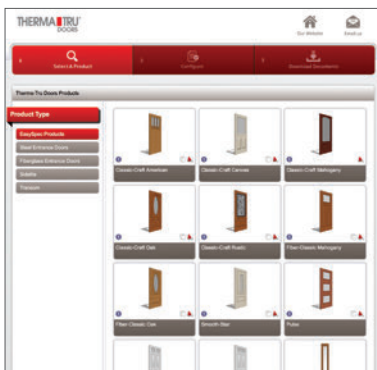 THERMA TRU
DOORS
Our Website
Email us
Select A Product
Configure
Download Documents
Therma-Tru Doors Products
Product Type
EasySpec Products
Steel Entrance Doors
Fiberglass Entrance Doors
Sidelite
Transom
Classic-Craft American
Classic-Craft Canvas
Classic-Craft Mahogany
Classic-Craft Oak
Classic-Craft Rustic
Fiber-Classic Mahogany
Fiber-Classic Oak
Smooth-Star
Pulse